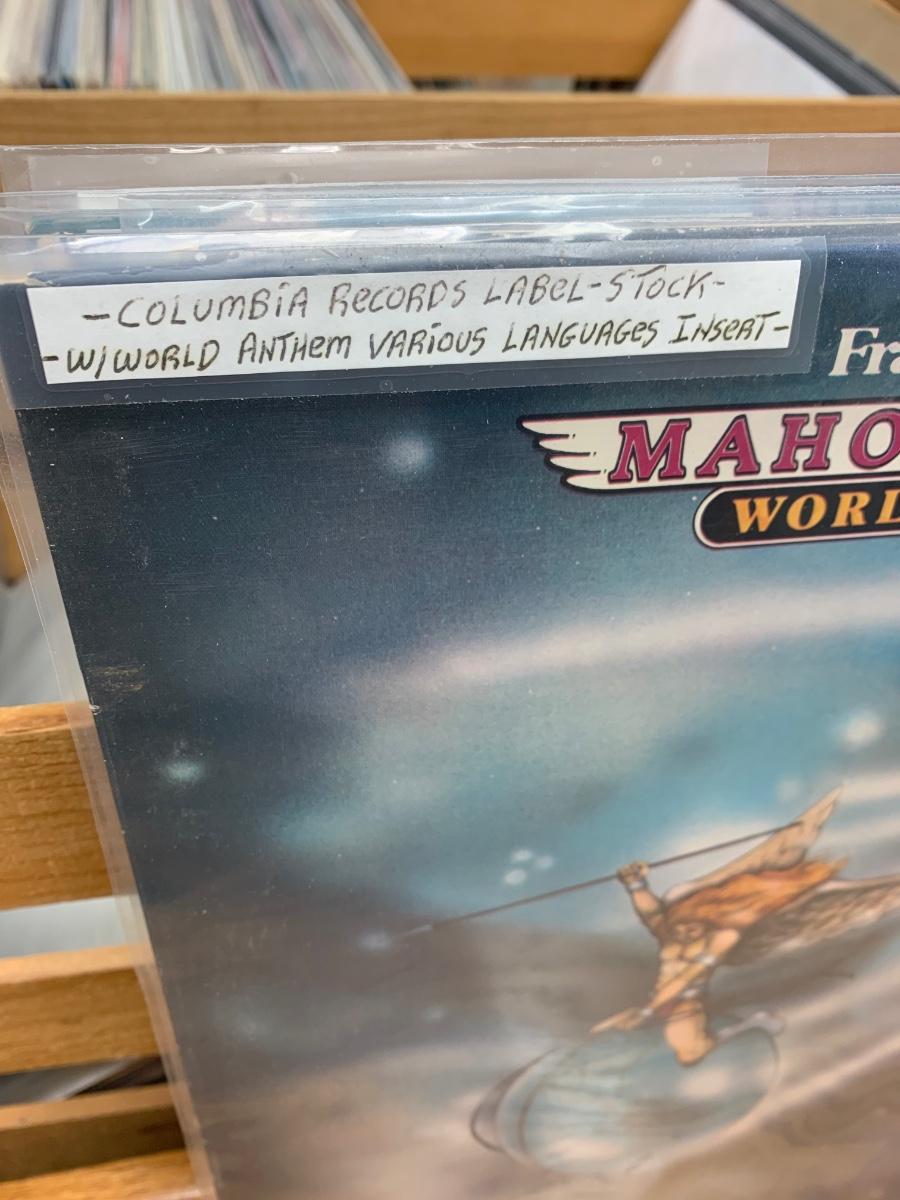 -COLUMBiA RecoRDS LABeL-STocK-
-W/WORLD ANTHem VARiOUS LANGUAGes INSeRT-
Fra
MAHO
WORL